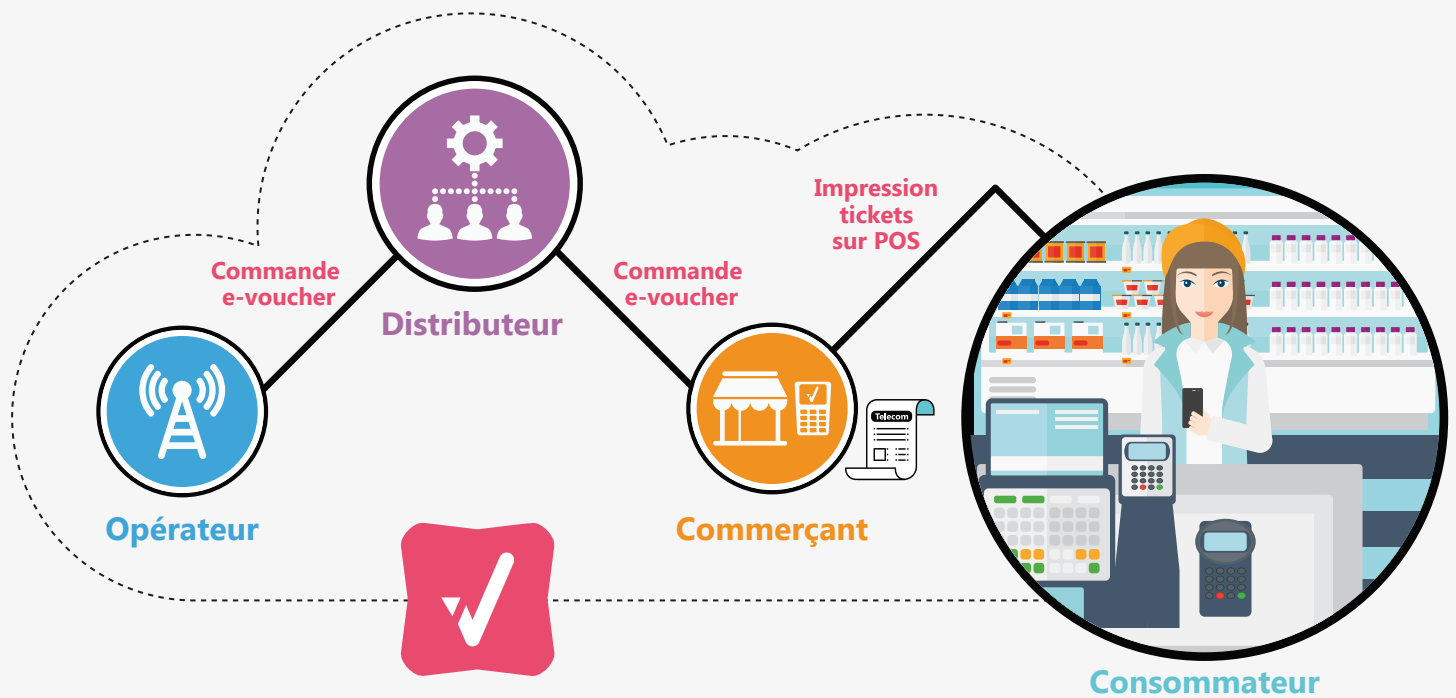 Impression
tickets
sur POS
Commande
e-voucher
Commande
e-voucher
Distributeur
Telecom
Opérateur
Commerçant
Consommateur